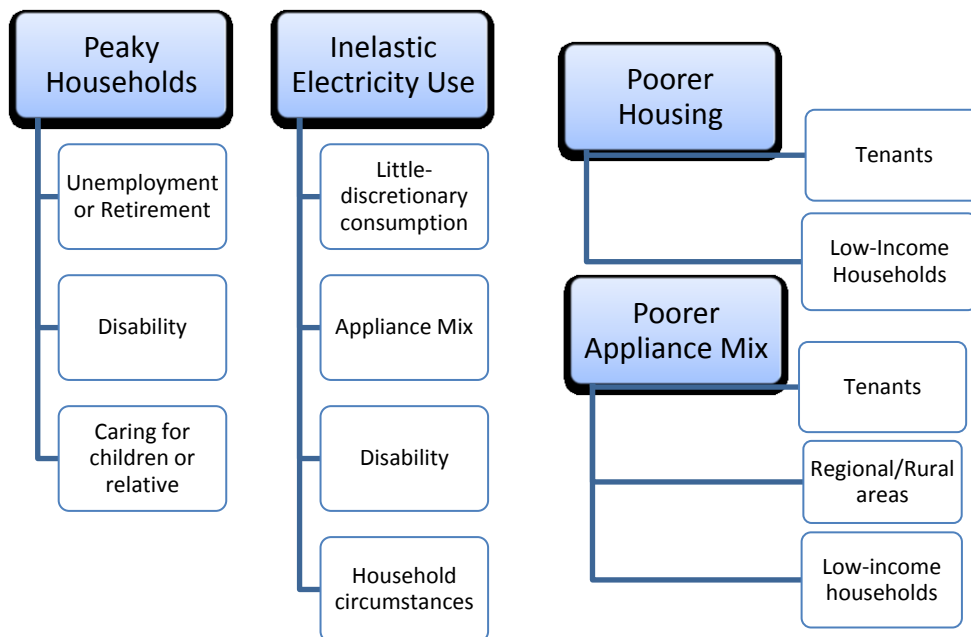 Peaky
Households
Unemployment
or Retirement
Disability
Caring for
children or
relative
Inelastic
Electricity Use
Little-
discretionary
consumption
Appliance Mix
Disability
Household
circumstances
Poorer
Housing
Tenants
Low-Income
Households
Poorer
Appliance Mix
Tenants
Regional/Rural
areas
Low-income
households